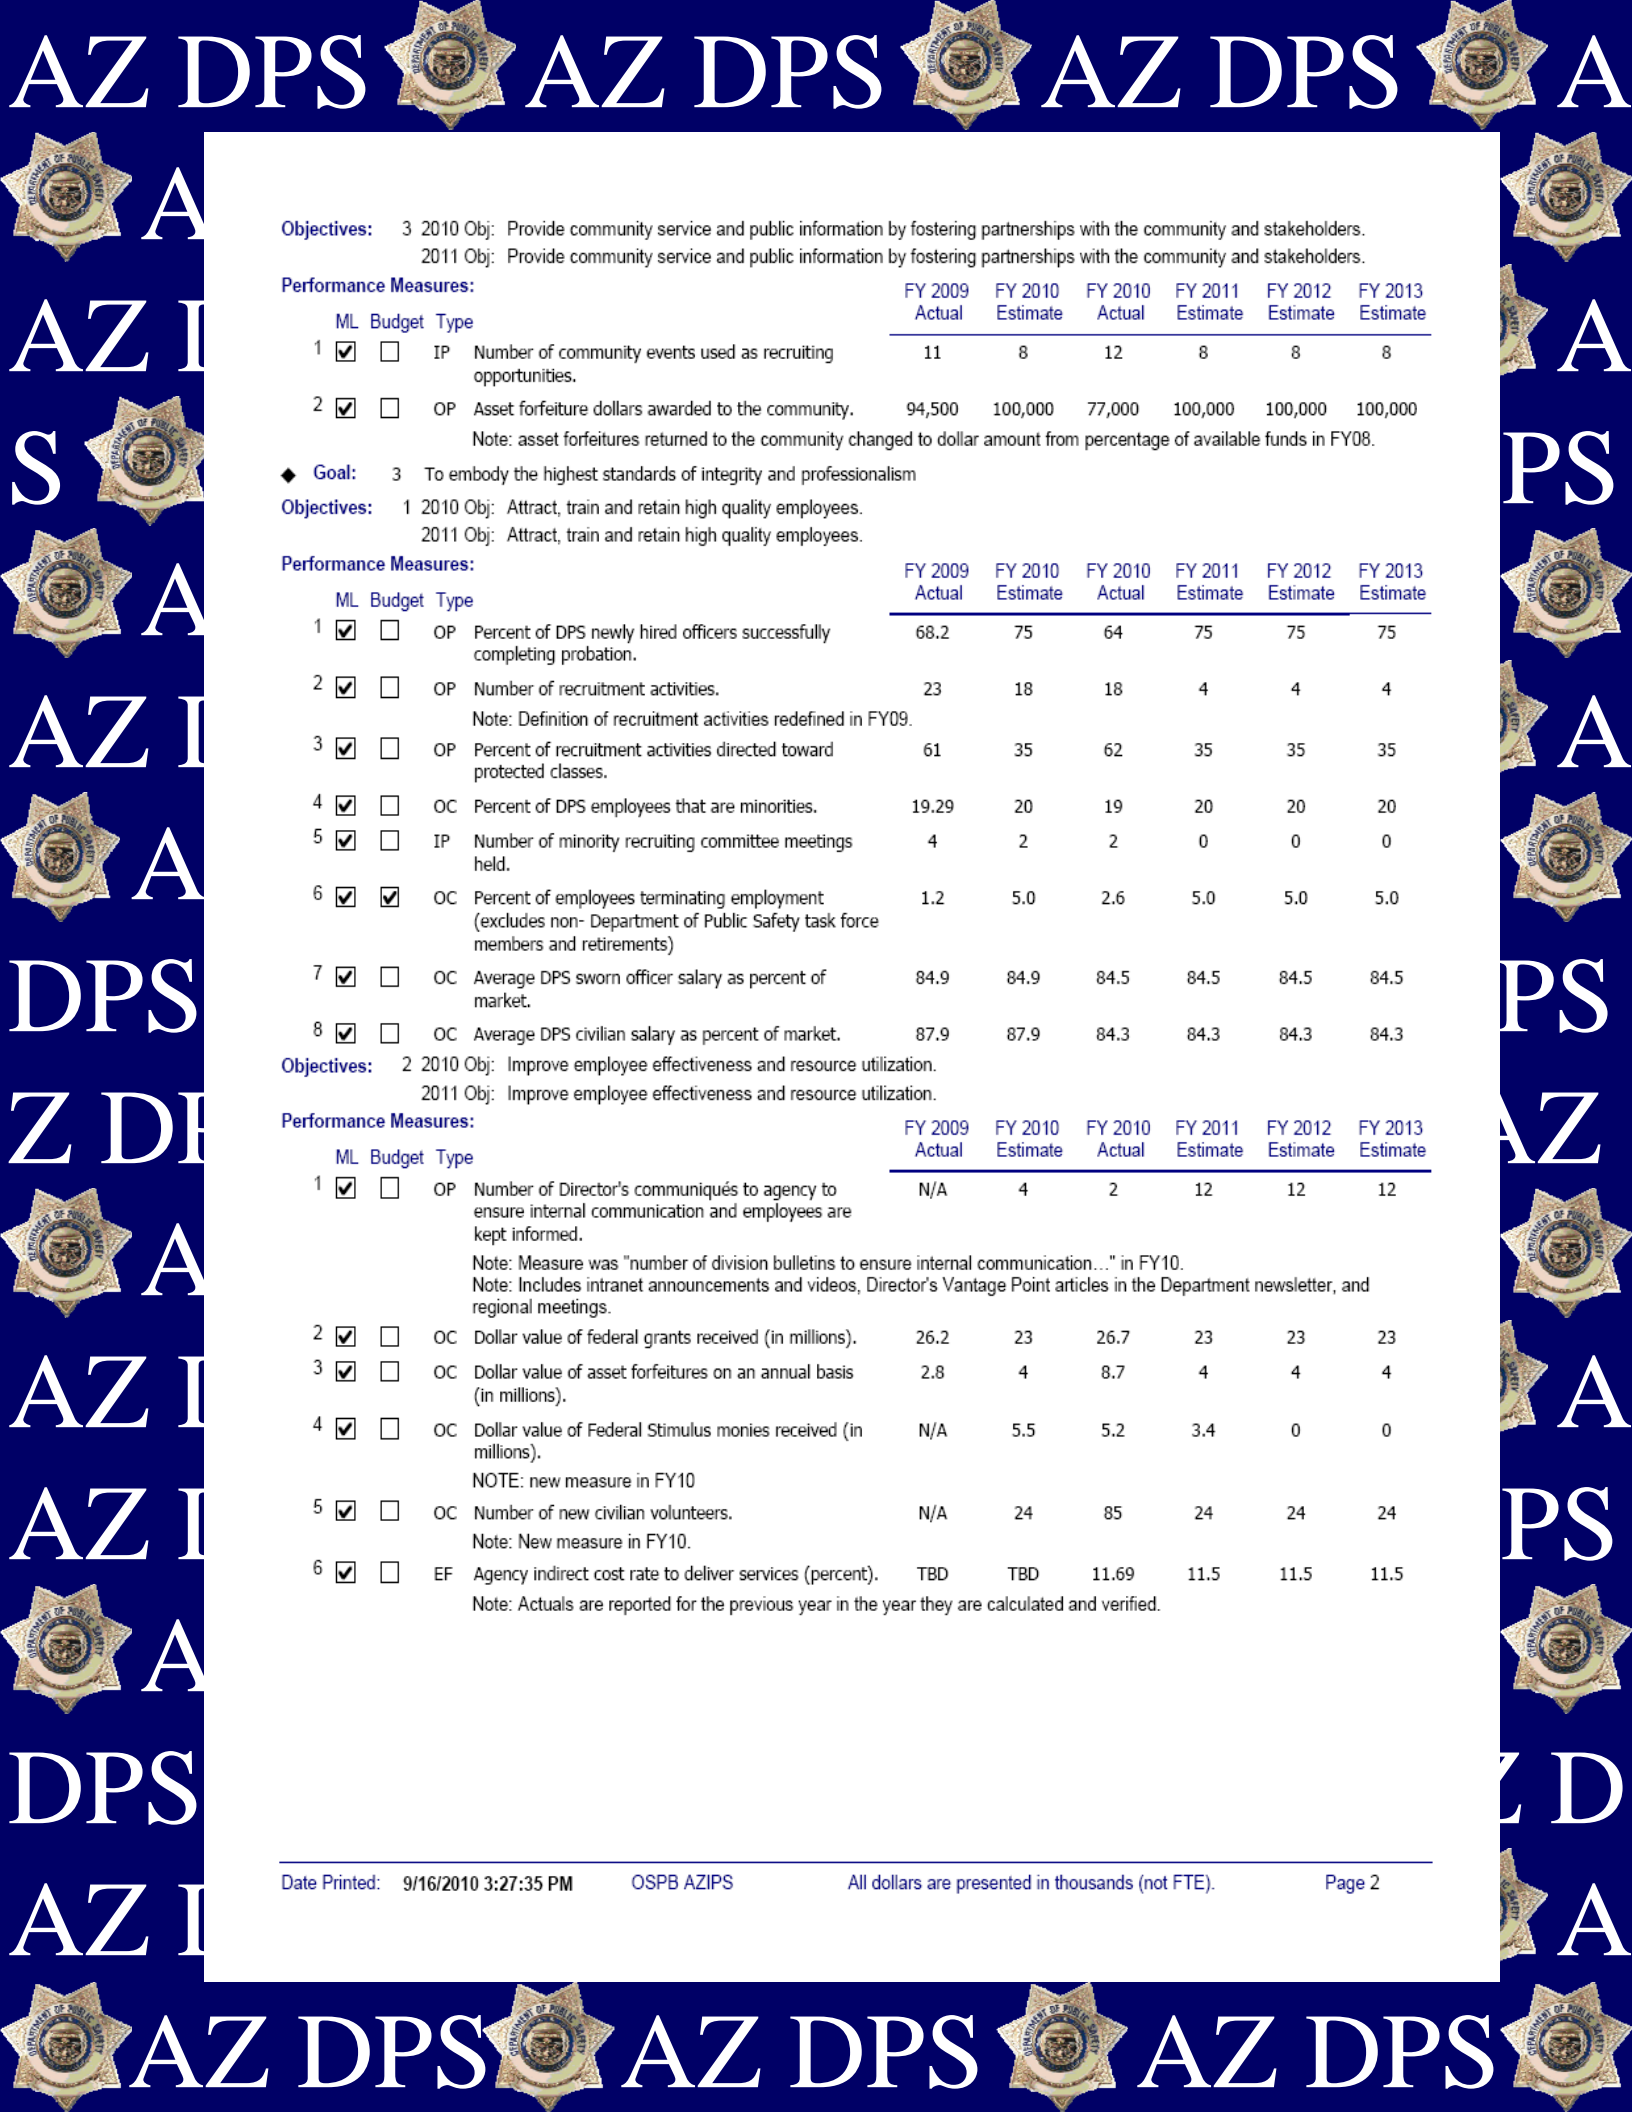 AZ DPS AZ DPS AZ DPS A
A
Objectives: 3 2010 Obj: Provide community service and public information by fostering partnerships with the community and stakeholders.
2011 Obj: Provide community service and public information by fostering partnerships with the community and stakeholders.
Performance Measures:
FY 2009 FY 2010 FY 2010 FY 2011 FY 2012 FY 2013
Actual Estimate Actual Estimate Estimate Estimate
ML Budget Type
1 IP Number of community events used as recruiting 11 8 12 8 8 8
opportunities.
2 OP Asset forfeiture dollars awarded to the community. 94,500 100,000 77,000 100,000 100,000 100,000
Note: asset forfeitures returned to the community changed to dollar amount from percentage of available funds in FY08.
◆ Goal: 3 To embody the highest standards of integrity and professionalism
Objectives: 1 2010 Obj: Attract, train and retain high quality employees.
2011 Obj: Attract, train and retain high quality employees.
Performance Measures:
FY 2009 FY 2010 FY 2010 FY 2011 FY 2012 FY 2013
Actual Estimate Actual Estimate Estimate Estimate
ML Budget Type
1 OP Percent of DPS newly hired officers successfully 68.2 75 64 75 75 75
completing probation.
2 OP Number of recruitment activities. 23 18 18 4 4 4
Note: Definition of recruitment activities redefined in FY09.
3 OP Percent of recruitment activities directed toward 61 35 62 35 35 35
protected classes.
4 OC Percent of DPS employees that are minorities. 19.29 20 19 20 20 20
5 IP Number of minority recruiting committee meetings 4 2 2 0 0 0
held.
6 OC Percent of employees terminating employment 1.2 5.0 2.6 5.0 5.0 5.0
(excludes non- Department of Public Safety task force
members and retirements)
7 OC Average DPS sworn officer salary as percent of 84.9 84.9 84.5 84.5 84.5 84.5
market.
8 OC Average DPS civilian salary as percent of market. 87.9 87.9 84.3 84.3 84.3 84.3
Objectives: 2 2010 Obj: Improve employee effectiveness and resource utilization.
2011 Obj: Improve employee effectiveness and resource utilization.
Performance Measures:
FY 2009 FY 2010 FY 2010 FY 2011 FY 2012 FY 2013
Actual Estimate Actual Estimate Estimate Estimate
ML Budget Type
1 OP Number of Director's communiqués to agency to N/A 4 2 12 12 12
ensure internal communication and employees are
kept informed.
Note: Measure was "number of division bulletins to ensure internal communication…" in FY10.
Note: Includes intranet announcements and videos, Director's Vantage Point articles in the Department newsletter, and
regional meetings.
2 OC Dollar value of federal grants received (in millions). 26.2 23 26.7 23 23 23
3 OC Dollar value of asset forfeitures on an annual basis 2.8 4 8.7 4 4 4
(in millions).
4 OC Dollar value of Federal Stimulus monies received (in N/A 5.5 5.2 3.4 0 0
millions).
NOTE: new measure in FY10
5 OC Number of new civilian volunteers. N/A 24 85 24 24 24
Note: New measure in FY10.
6 EF Agency indirect cost rate to deliver services (percent). TBD TBD 11.69 11.5 11.5 11.5
Note: Actuals are reported for the previous year in the year they are calculated and verified.
Date Printed: 9/16/2010 3:27:35 PM OSPB AZIPS All dollars are presented in thousands (not FTE). Page 2
AZ DPS AZ DPS AZ DPS